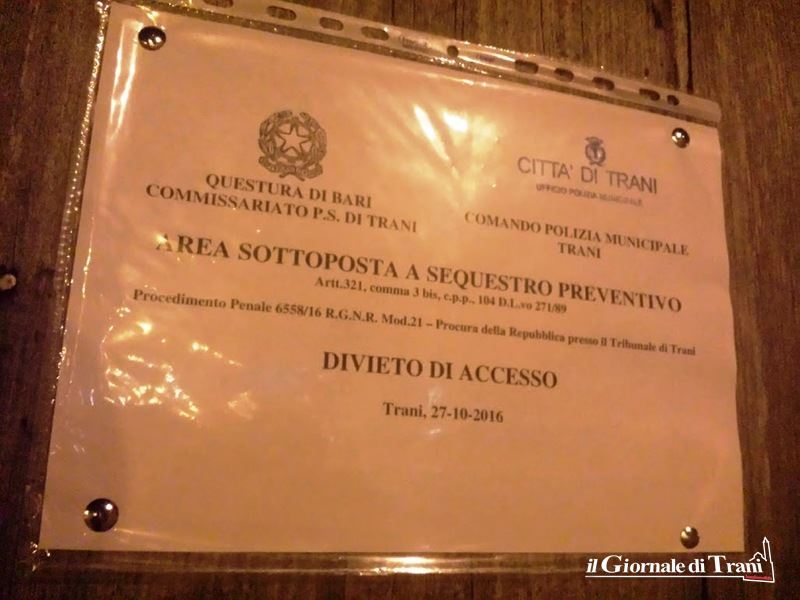 QUESTURA DI BARI
COMMISSARIATO P.S. DI TRANI
CITTA' DI TRANI
UFFICIO POLIZIA MUNICIPALE
COMANDO POLIZIA MUNICIPALE
TRANI
AREA SOTTOPOSTA A SEQUESTRO PREVENTIVO
Artt.321, comma 3 bis, c.p.p., 104 D.L.vo 271/89
Procedimento Penale 6558/16 R.G.N.R. Mod.21 – Procura della Repubblica presso il Tribunale di Trani
DIVIETO DI ACCESSO
Trani, 27-10-2016
il Giornale di Trani